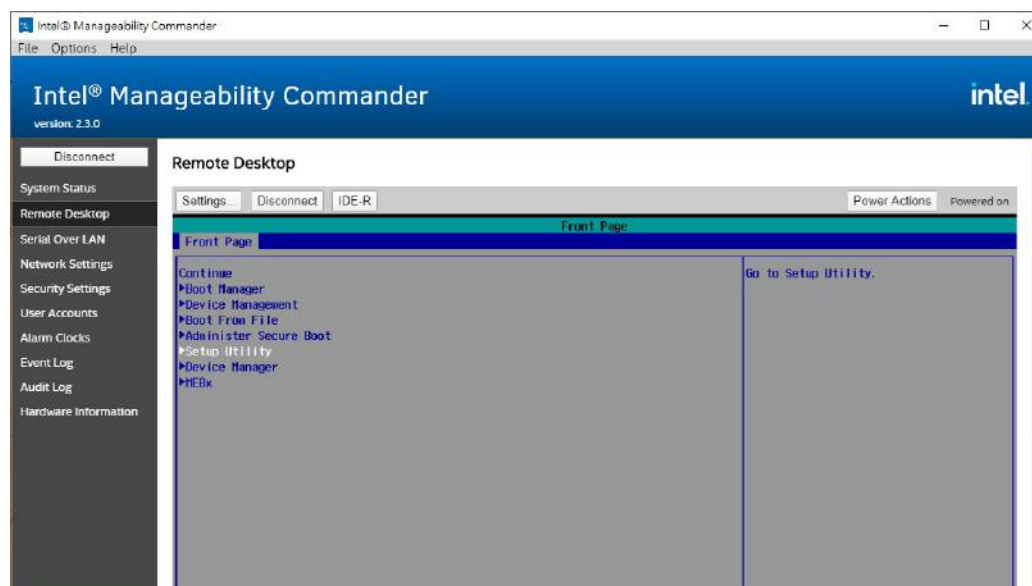 Intel® Manageability Commander
File Options Help
Intel® Manageability Commander
intel.
version: 2.3.0
Disconnect
System Status
Remote Desktop
Serial Over LAN
Network Settings
Security Settings
User Accounts
Alarm Clocks
Event Log
Audit Log
Hardware Information
Remote Desktop
Settings... Disconnect IDE-R Power Actions Powered on
Front Page
Front Page
Continue
Boot Manager
Device Management
Boot From File
Administer Secure Boot
Setup Utility
Device Manager
MEBx
Go to Setup Utility.